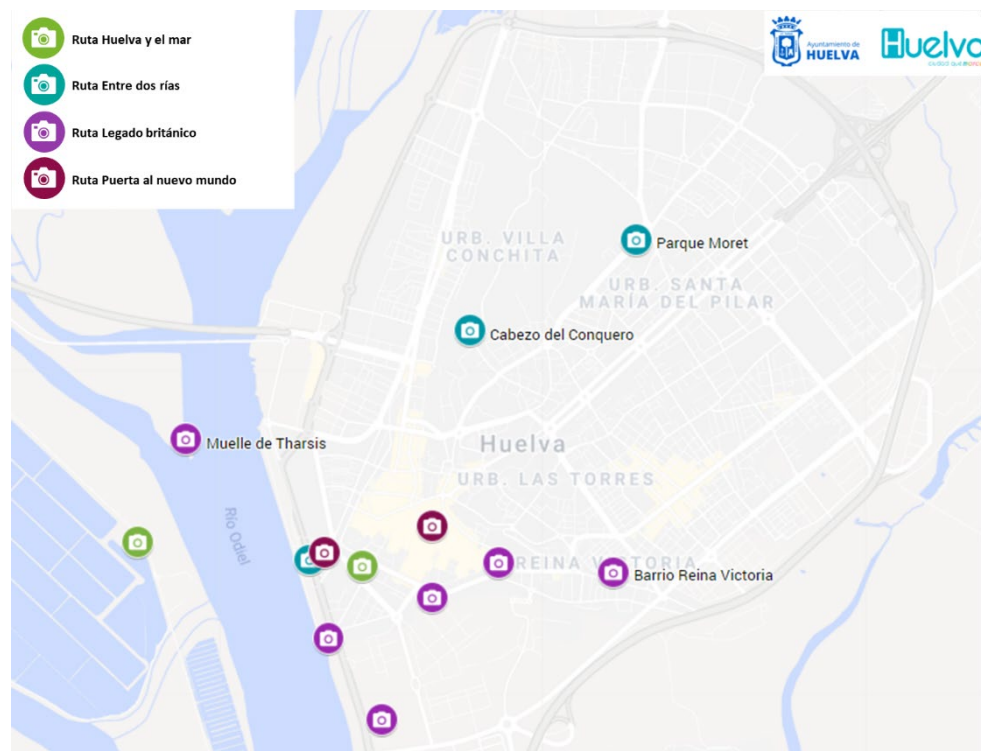 Ruta Huelva y el mar
Ruta Entre dos rías
Ruta Legado británico
Ruta Puerta al nuevo mundo
Ayuntamiento de
HUELVA
Huelva
URB. VILLA
CONCHITA
Parque Moret
URB. SANTA
MARÍA DEL PILAR
Cabezo del Conquero
Muelle de Tharsis
Huelva
URB. LAS TORRES
Río Odiel
REINA VICTORIA
Barrio Reina Victoria